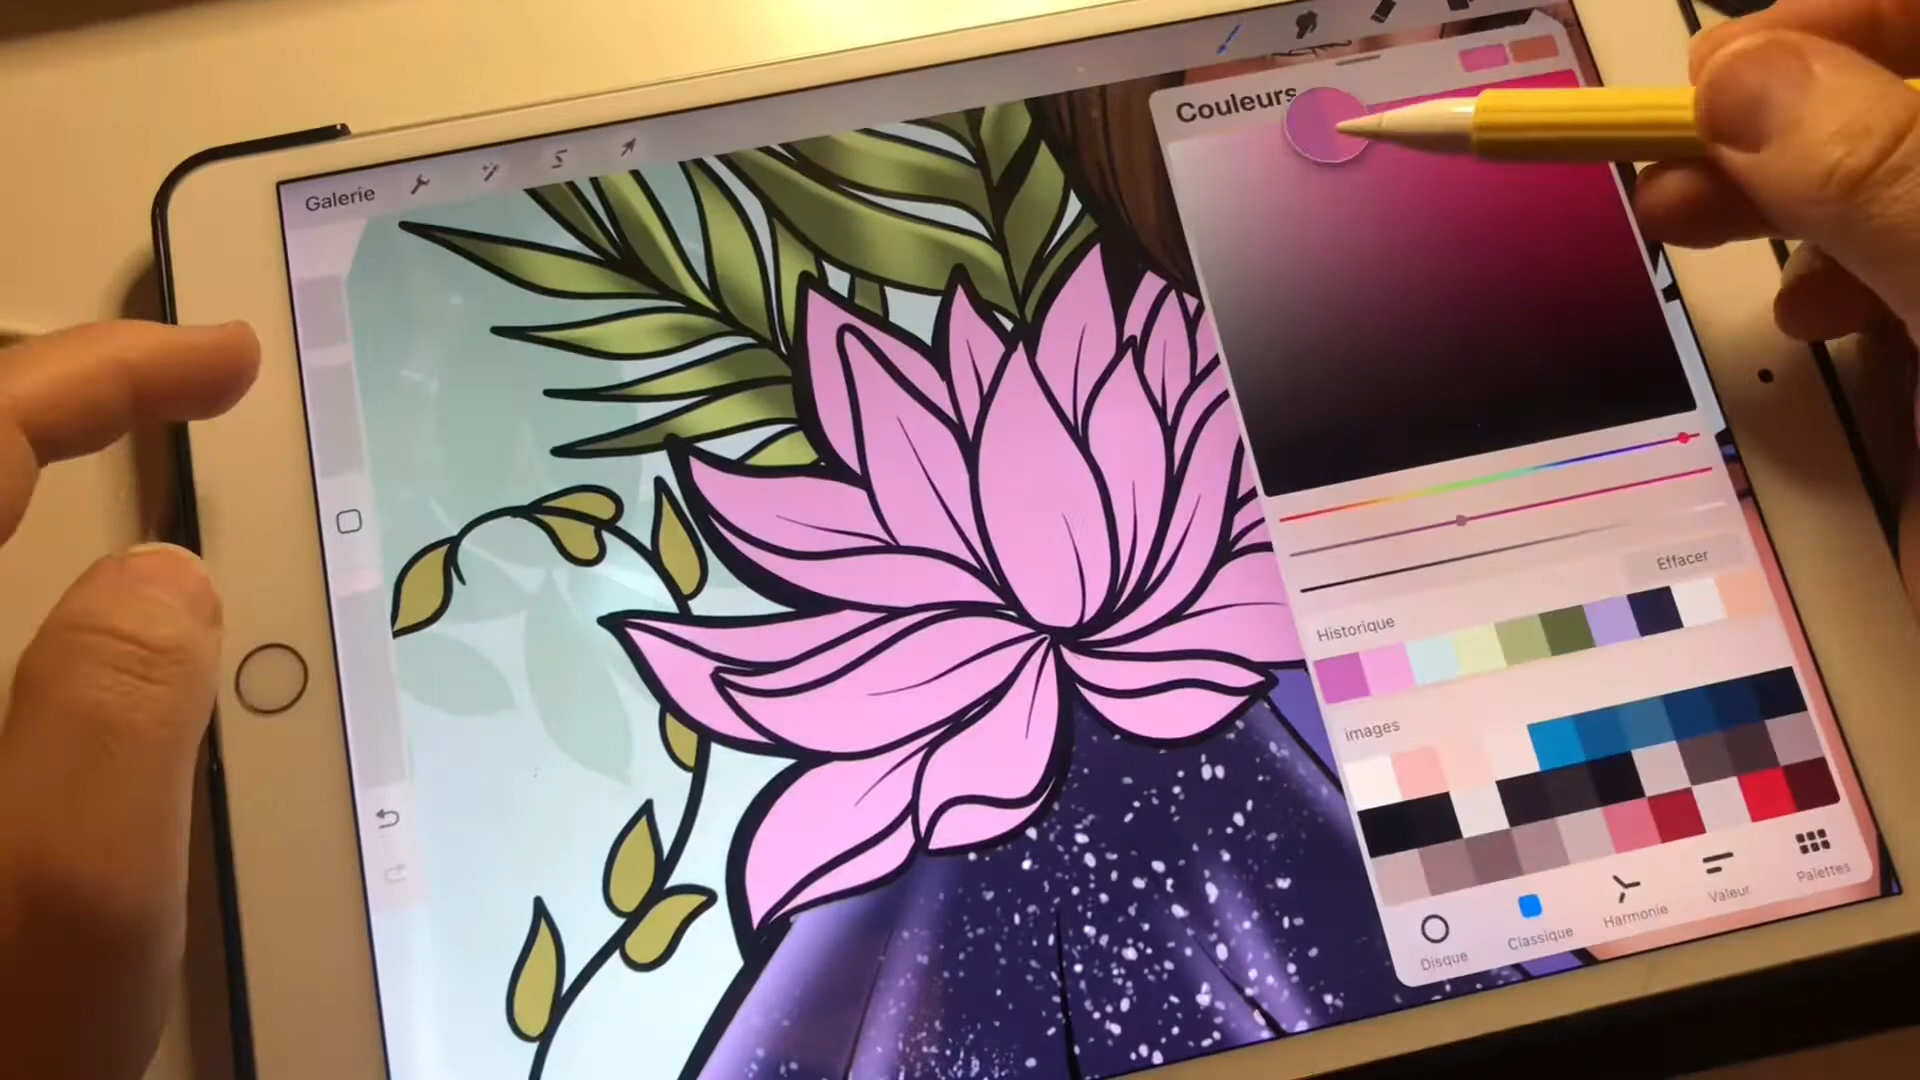 Galerie
Couleurs
Effacer
Historique
images
Disque
Classique
Harmonie
Valeur
Palettes